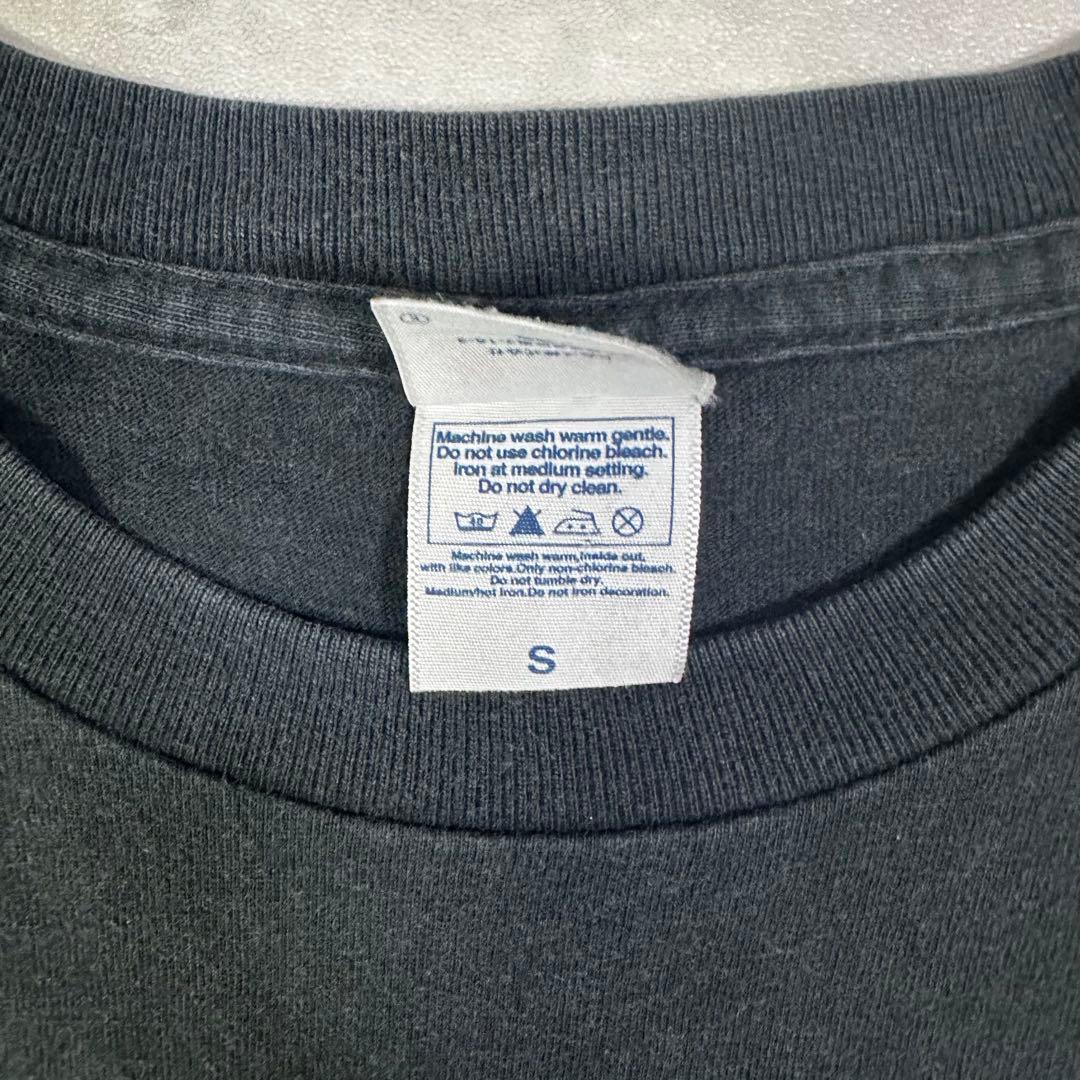 Machine wash warm gentle.
Do not use chlorine bleach.
Iron at medium setting.
Do not dry clean.
40
Machine wash warm,Inside out,
with like colors.Only non-chlorine bleach.
Do not tumble dry.
Medium/hot Iron.Do not Iron decoration.
S